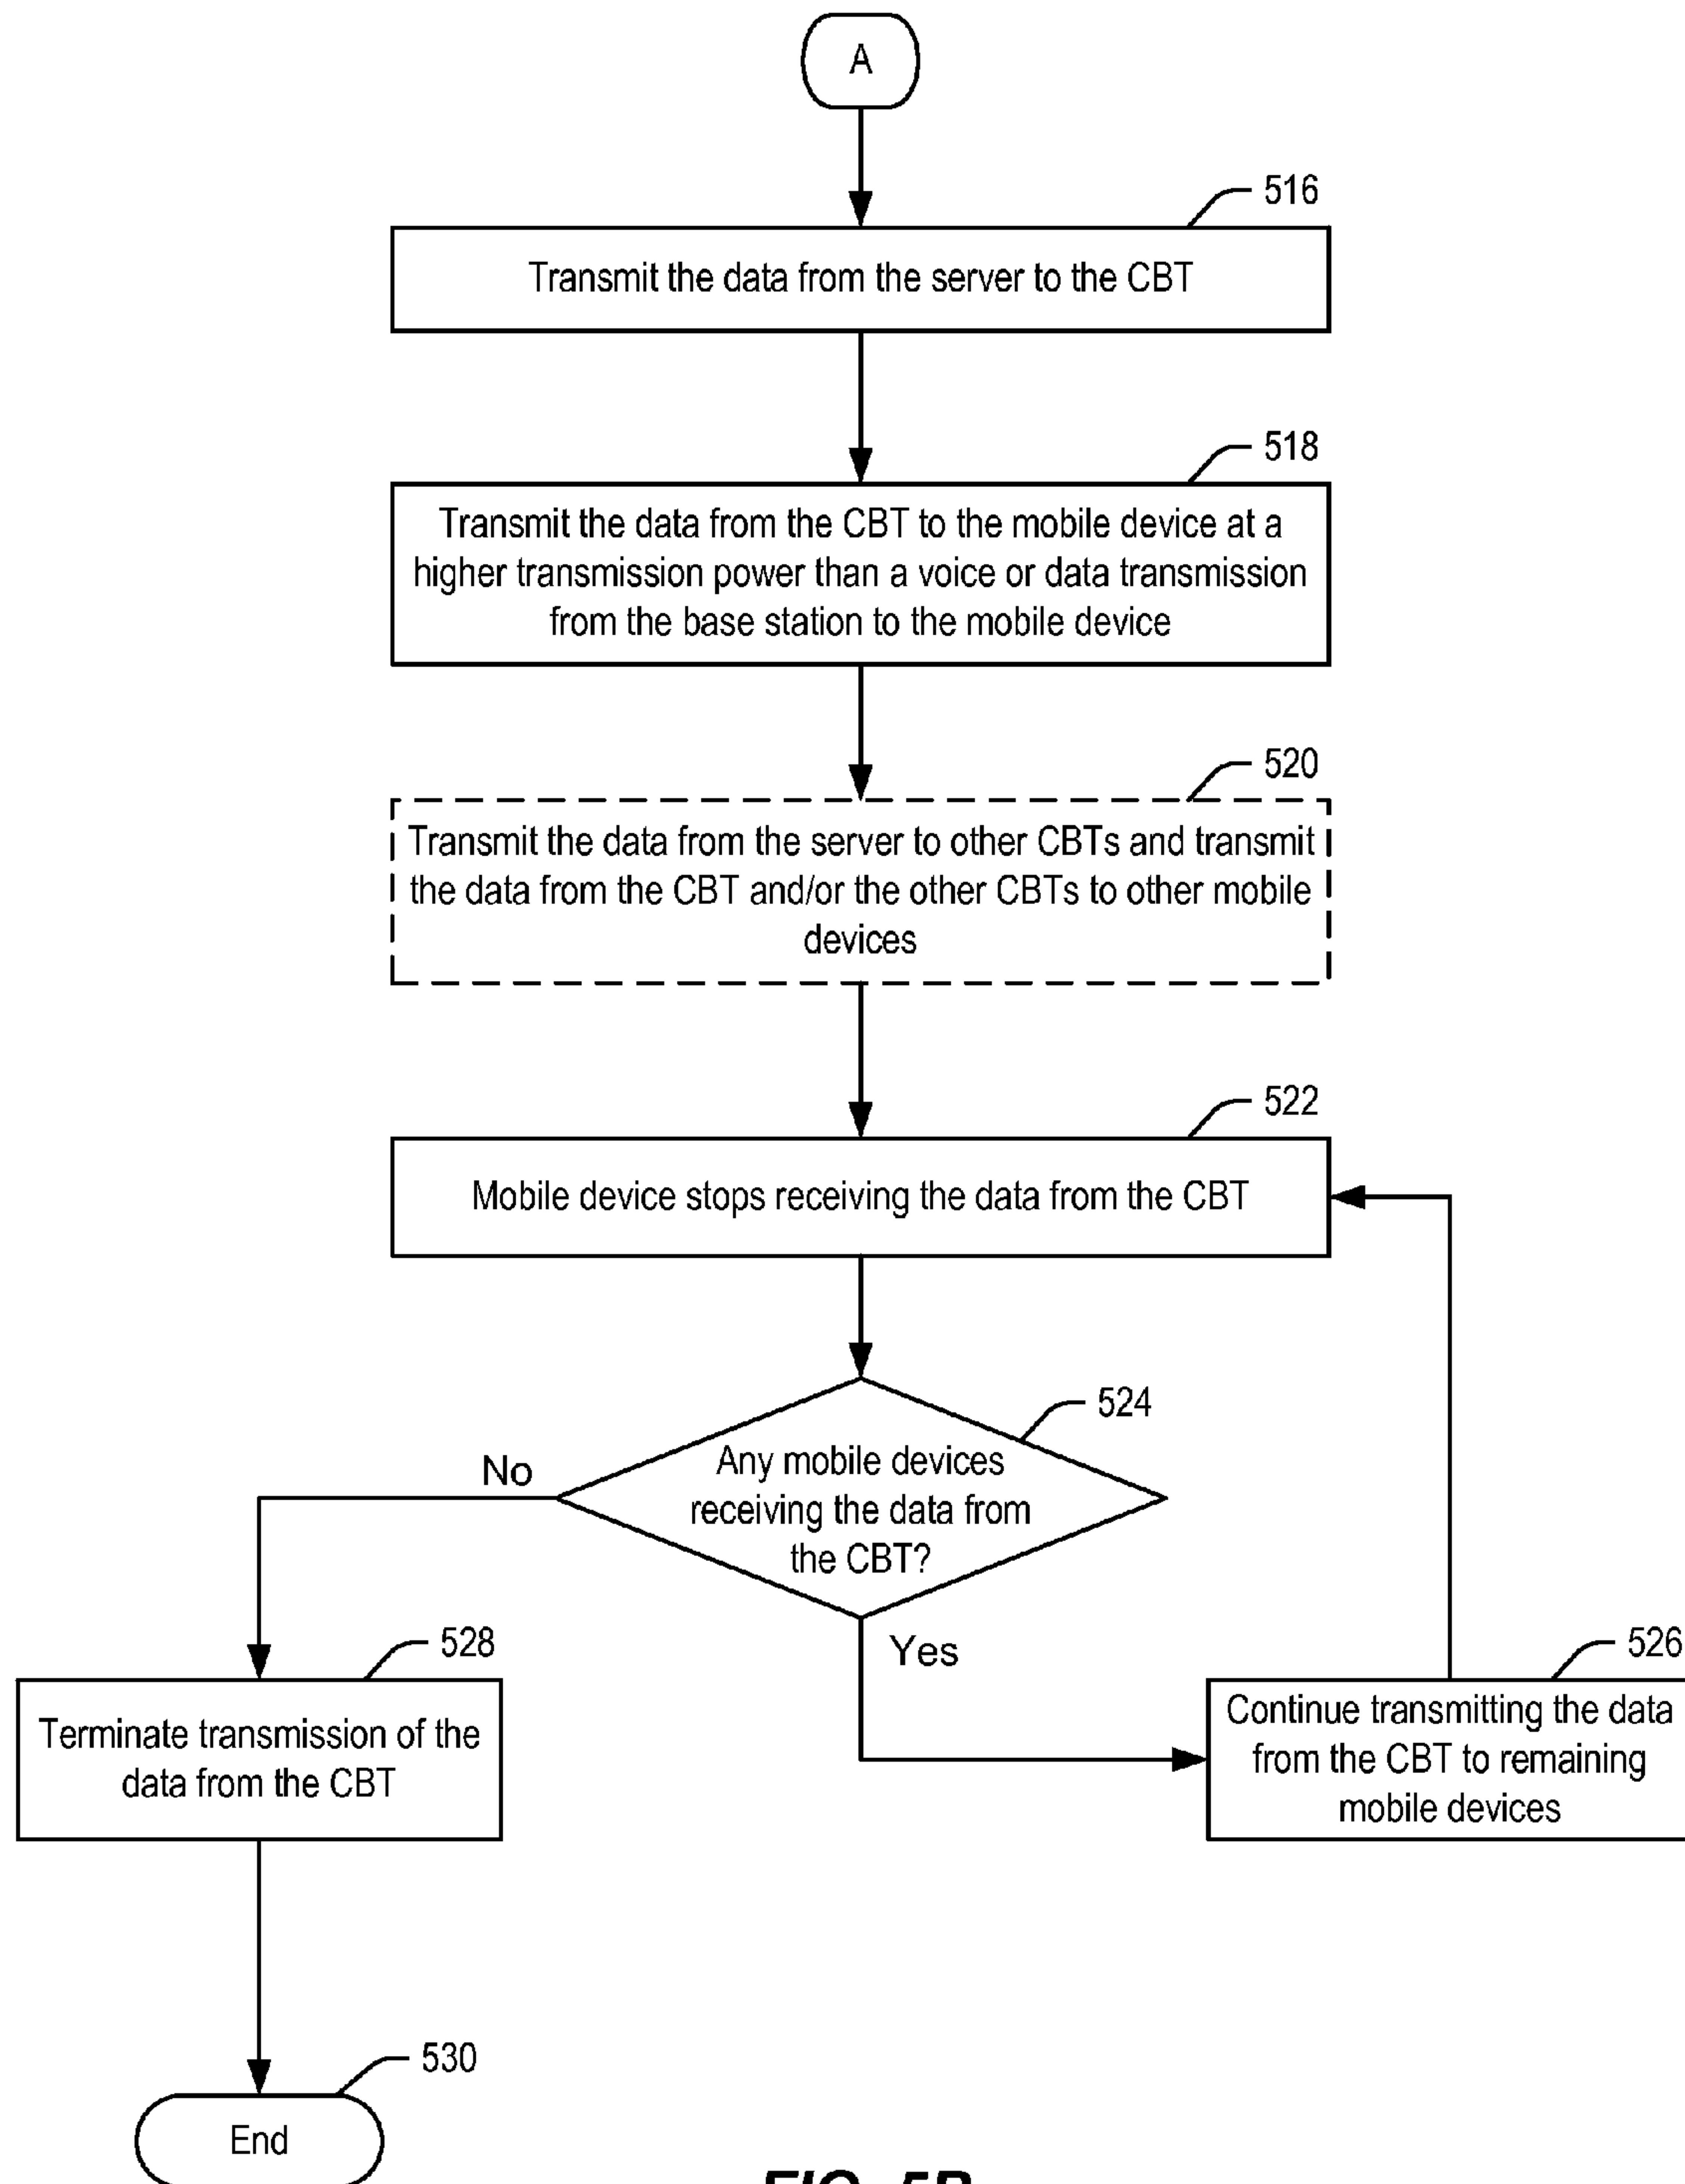 A
516
Transmit the data from the server to the CBT
518
Transmit the data from the CBT to the mobile device at a
higher transmission power than a voice or data transmission
from the base station to the mobile device
520
Transmit the data from the server to other CBTs and transmit
the data from the CBT and/or the other CBTs to other mobile
devices
522
Mobile device stops receiving the data from the CBT
524
Any mobile devices
receiving the data from
the CBT?
No
Yes
528
Terminate transmission of the
data from the CBT
526
Continue transmitting the data
from the CBT to remaining
mobile devices
530
End
FIG. 5B